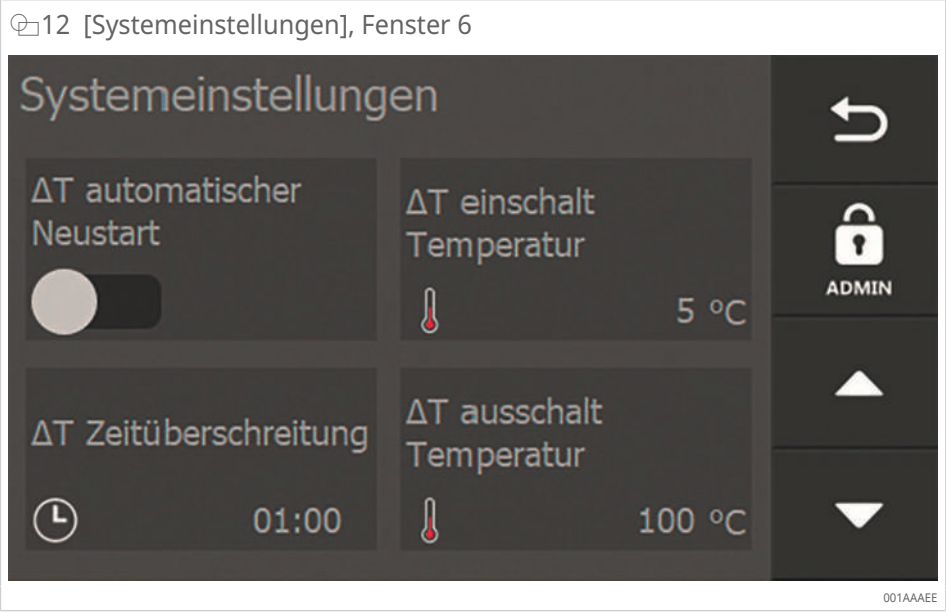 12 [Systemeinstellungen], Fenster 6
Systemeinstellungen
ΔT automatischer
Neustart
ΔT einschalt
Temperatur
5 °C
ADMIN
ΔT Zeitüberschreitung
01:00
ΔT ausschalt
Temperatur
100 °C
001AAAEE